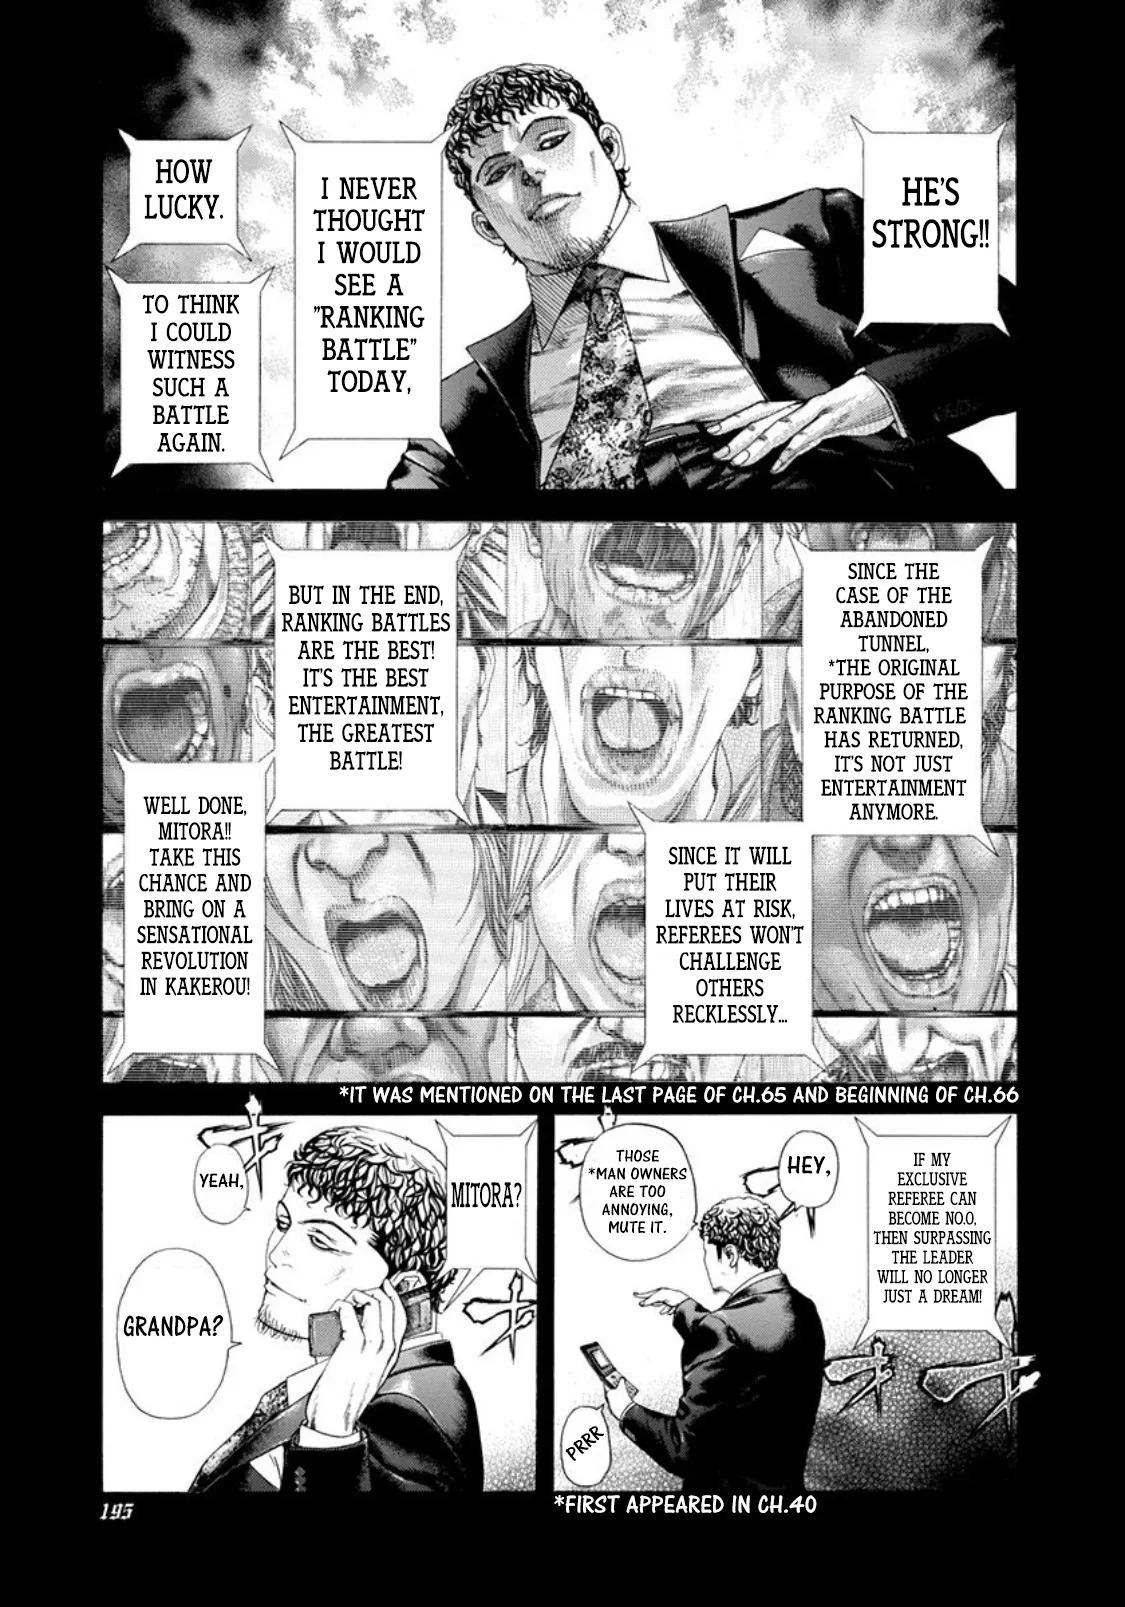 HE'S
STRONG!!
I NEVER
THOUGHT
I WOULD
SEE A
"RANKING
BATTLE"
TODAY,
HOW
LUCKY.
TO THINK
I COULD
WITNESS
SUCH A
BATTLE
AGAIN.
SINCE THE
CASE OF THE
ABANDONED
TUNNEL,
*THE ORIGINAL
PURPOSE OF THE
RANKING BATTLE
HAS RETURNED,
IT'S NOT JUST
ENTERTAINMENT
ANYMORE.
SINCE IT WILL
PUT THEIR
LIVES AT RISK,
REFEREES WON'T
CHALLENGE
OTHERS
RECKLESSLY...
BUT IN THE END,
RANKING BATTLES
ARE THE BEST!
IT'S THE BEST
ENTERTAINMENT,
THE GREATEST
BATTLE!
WELL DONE,
MITORA!!
TAKE THIS
CHANCE AND
BRING ON A
SENSATIONAL
REVOLUTION
IN KAKEROU!
*IT WAS MENTIONED ON THE LAST PAGE OF CH.65 AND BEGINNING OF CH.66
IF MY
EXCLUSIVE
REFEREE CAN
BECOME NO.0,
THEN SURPASSING
THE LEADER
WILL NO LONGER
JUST A DREAM!
HEY,
THOSE
*MAN OWNERS
ARE TOO
ANNOYING,
MUTE IT.
PRRR
オオ
*FIRST APPEARED IN CH.40
MITORA?
YEAH,
GRANDPA?
オ
オ
195